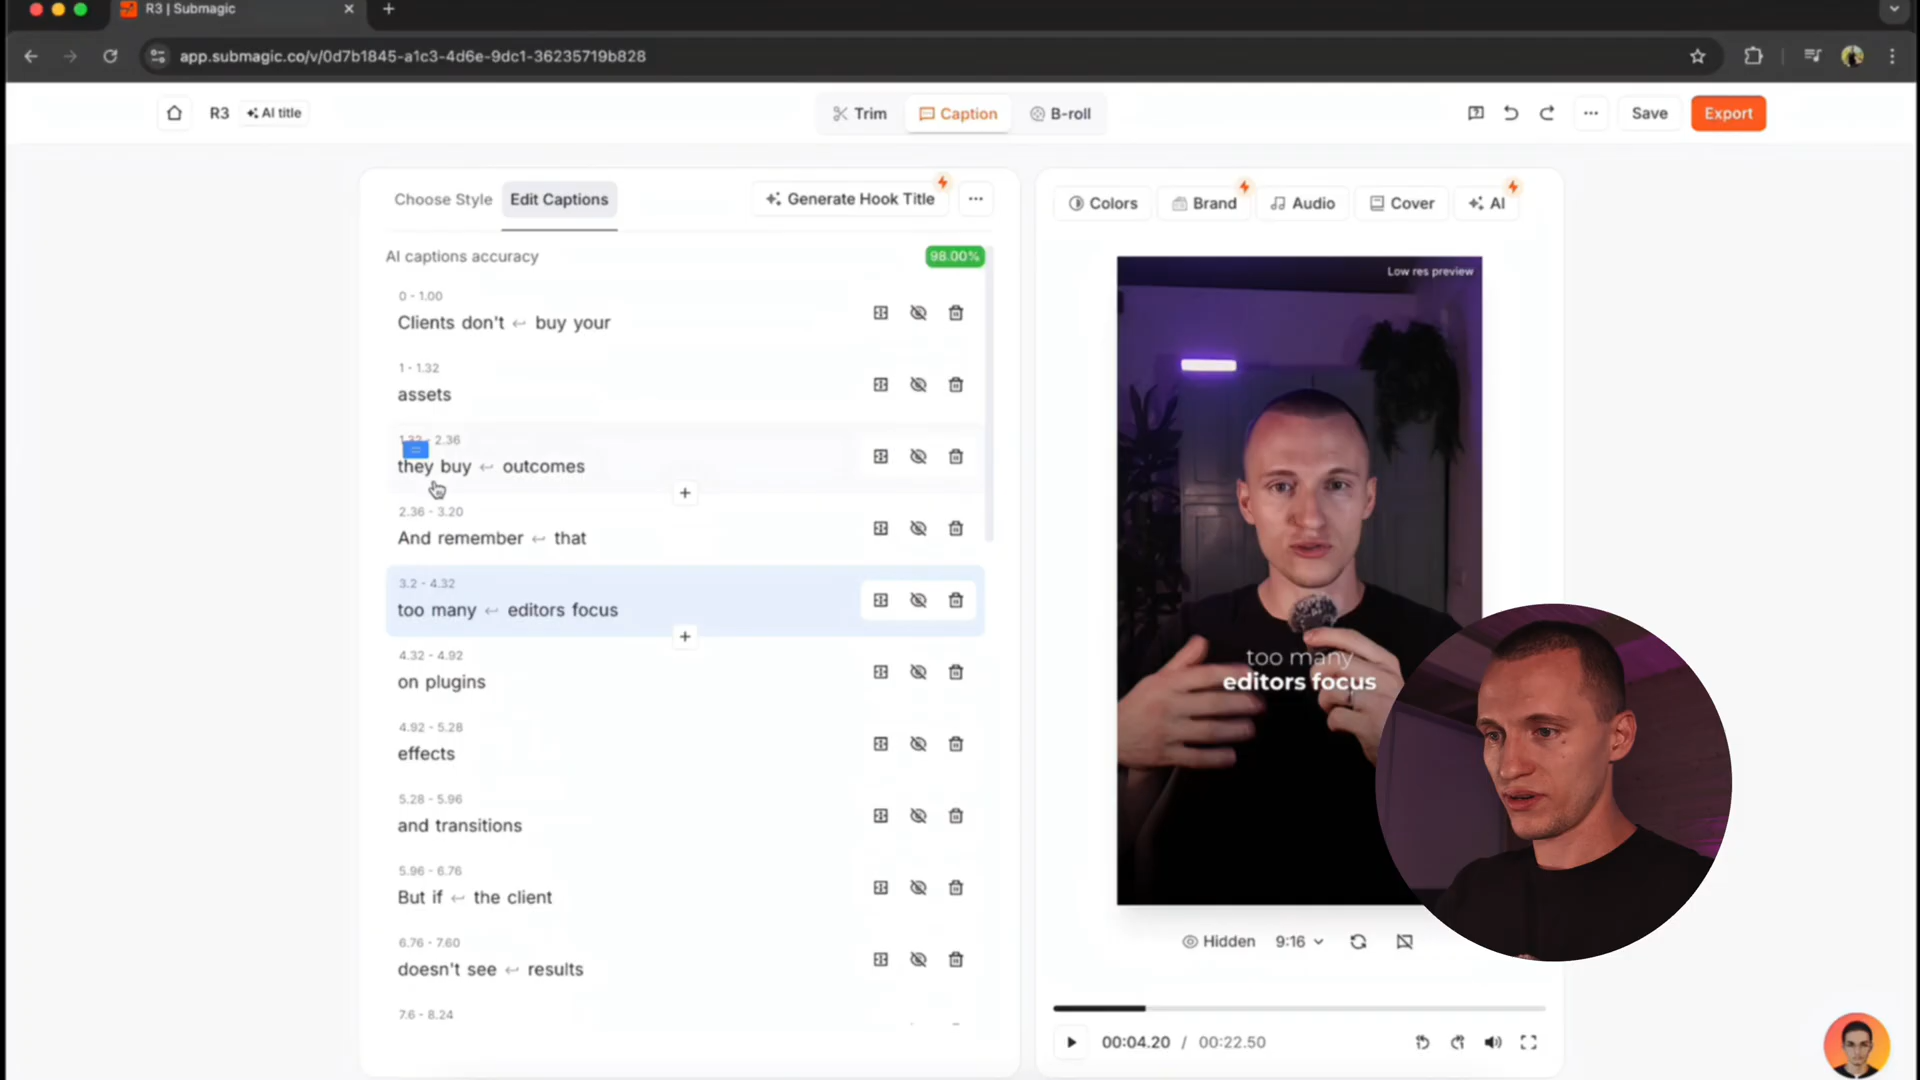 R3 | Submagic
app.submagic.co/v/0d7b1845-a1c3-4d6e-9dc1-36235719b828
R3 AI title
Trim Caption B-roll
Save Export
Choose Style Edit Captions Generate Hook Title
Colors Brand Audio Cover AI
AI captions accuracy 98.00%
Low res preview
0 - 1.00
Clients don't ↩ buy your
1 - 1.32
assets
1.32 - 2.36
they buy ↩ outcomes
2.36 - 3.20
And remember ↩ that
3.2 - 4.32
too many ↩ editors focus
4.32 - 4.92
on plugins
4.92 - 5.28
effects
5.28 - 5.96
and transitions
5.96 - 6.76
But if ↩ the client
6.76 - 7.60
doesn't see ↩ results
7.6 - 8.24
too many
editors focus
Hidden 9:16
00:04.20 / 00:22.50